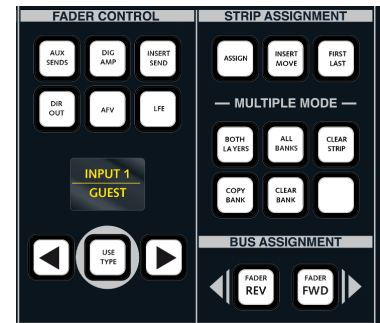 FADER CONTROL
AUX
SENDS
DIG
AMP
INSERT
SEND
DIR
OUT
AFV
LFE
INPUT 1
GUEST
USE
TYPE
STRIP ASSIGNMENT
ASSIGN
INSERT
MOVE
FIRST
LAST
MULTIPLE MODE
BOTH
LAYERS
ALL
BANKS
CLEAR
STRIP
COPY
BANK
CLEAR
BANK
BUS ASSIGNMENT
FADER
REV
FADER
FWD